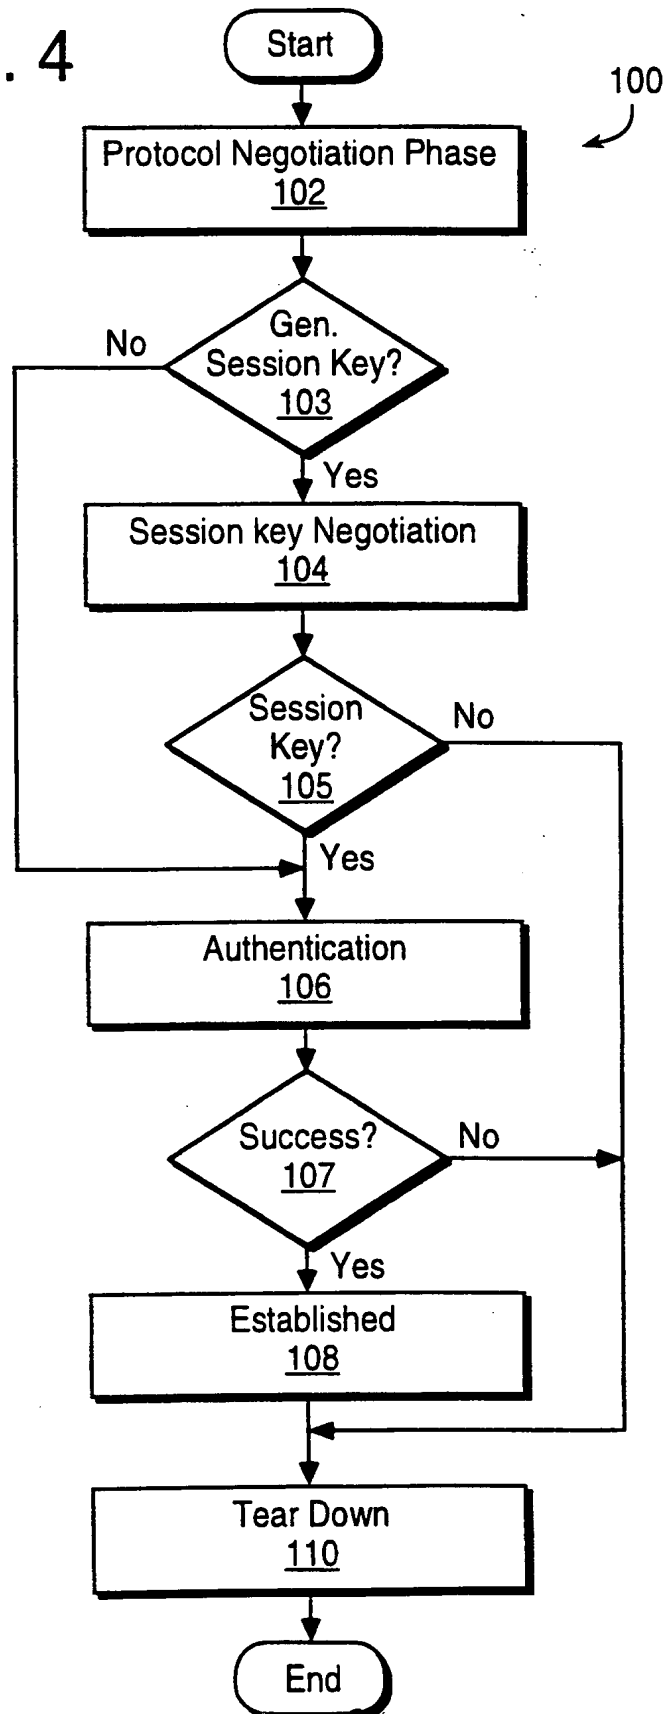 . 4
Start
100
Protocol Negotiation Phase
102
No
Gen.
Session Key?
103
Yes
Session key Negotiation
104
Session
Key?
105
No
Yes
Authentication
106
Success?
107
No
Yes
Established
108
Tear Down
110
End